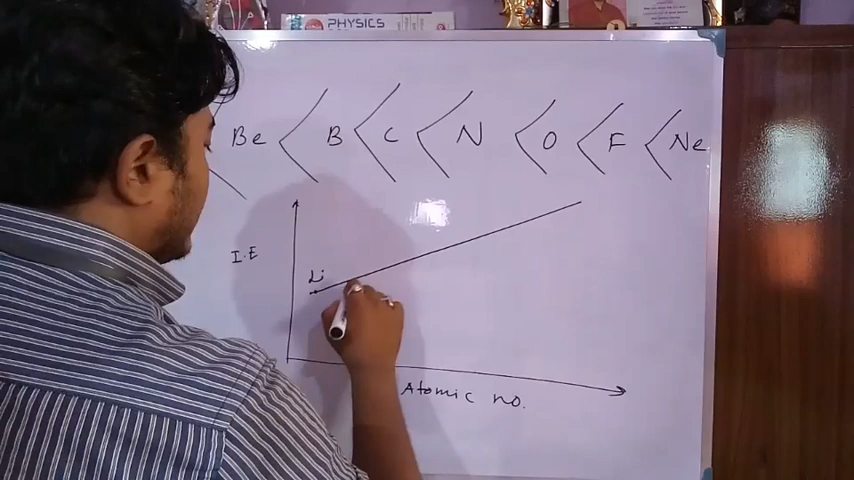 PHYSICS
< Be < B < C < N < O < F < Ne
I.E
Li
Atomic no.